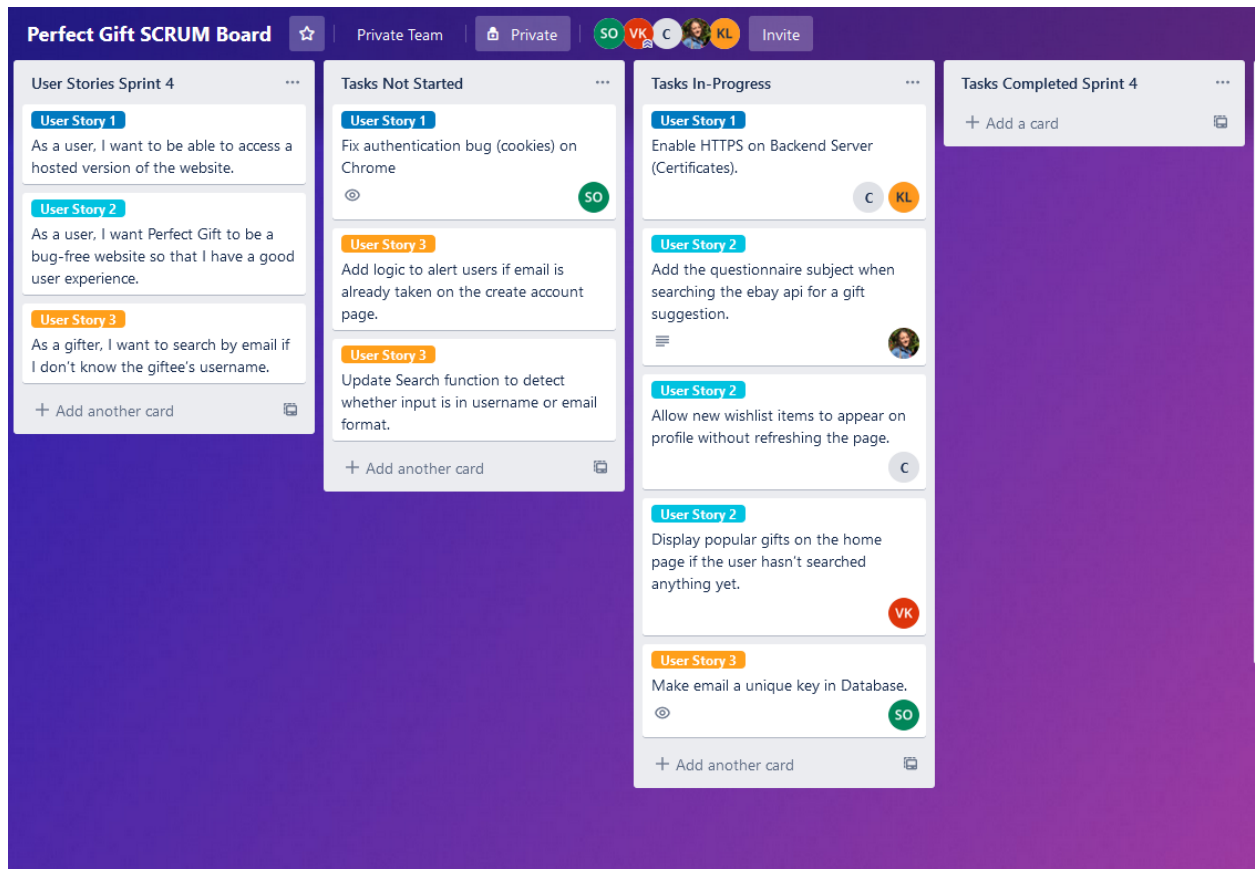 Perfect Gift SCRUM Board
Private Team
Private
SO
VK
C
KL
Invite
User Stories Sprint 4
User Story 1
As a user, I want to be able to access a
hosted version of the website.
User Story 2
As a user, I want Perfect Gift to be a
bug-free website so that I have a good
user experience.
User Story 3
As a gifter, I want to search by email if
I don't know the giftee's username.
+ Add another card
Tasks Not Started
User Story 1
Fix authentication bug (cookies) on
Chrome
SO
User Story 3
Add logic to alert users if email is
already taken on the create account
page.
User Story 3
Update Search function to detect
whether input is in username or email
format.
+ Add another card
Tasks In-Progress
User Story 1
Enable HTTPS on Backend Server
(Certificates).
C
KL
User Story 2
Add the questionnaire subject when
searching the ebay api for a gift
suggestion.
User Story 2
Allow new wishlist items to appear on
profile without refreshing the page.
C
User Story 2
Display popular gifts on the home
page if the user hasn't searched
anything yet.
VK
User Story 3
Make email a unique key in Database.
SO
+ Add another card
Tasks Completed Sprint 4
+ Add a card